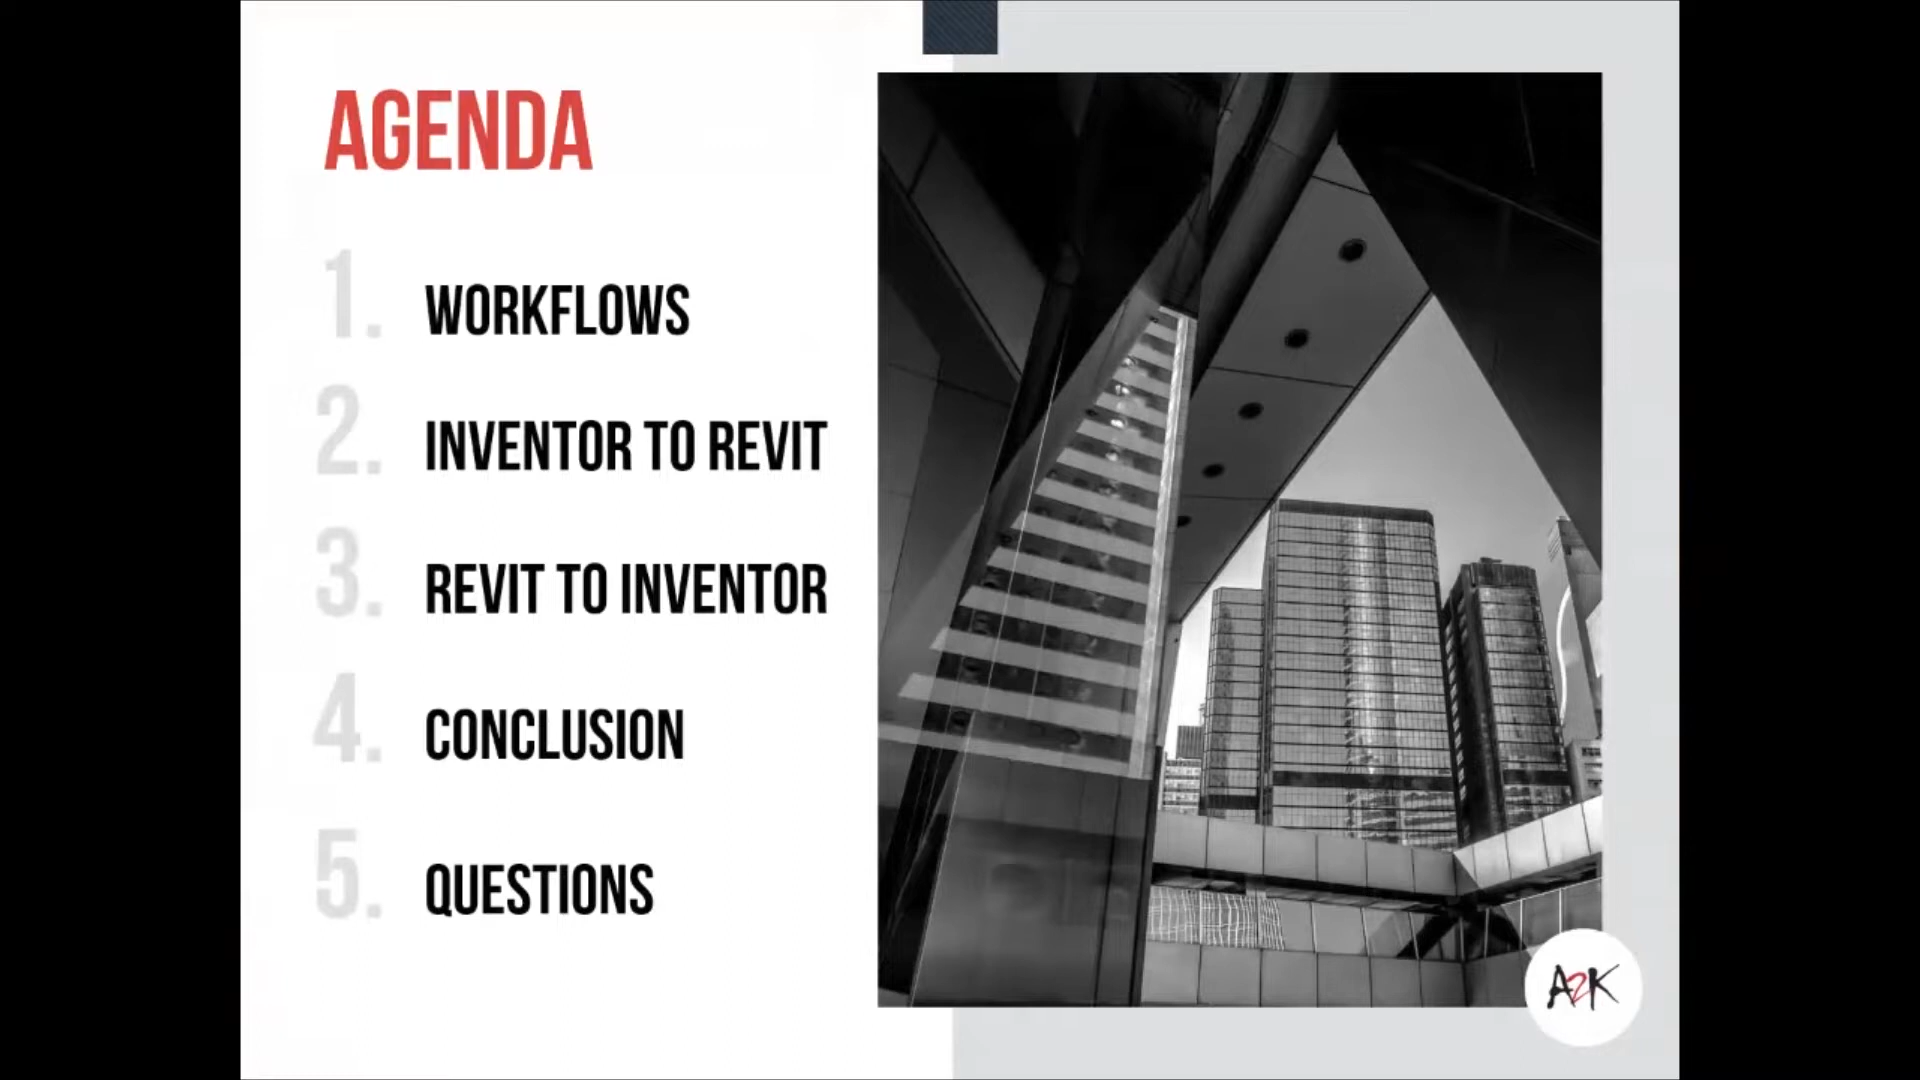 AGENDA
1. WORKFLOWS
2. INVENTOR TO REVIT
3. REVIT TO INVENTOR
4. CONCLUSION
5. QUESTIONS
A2K